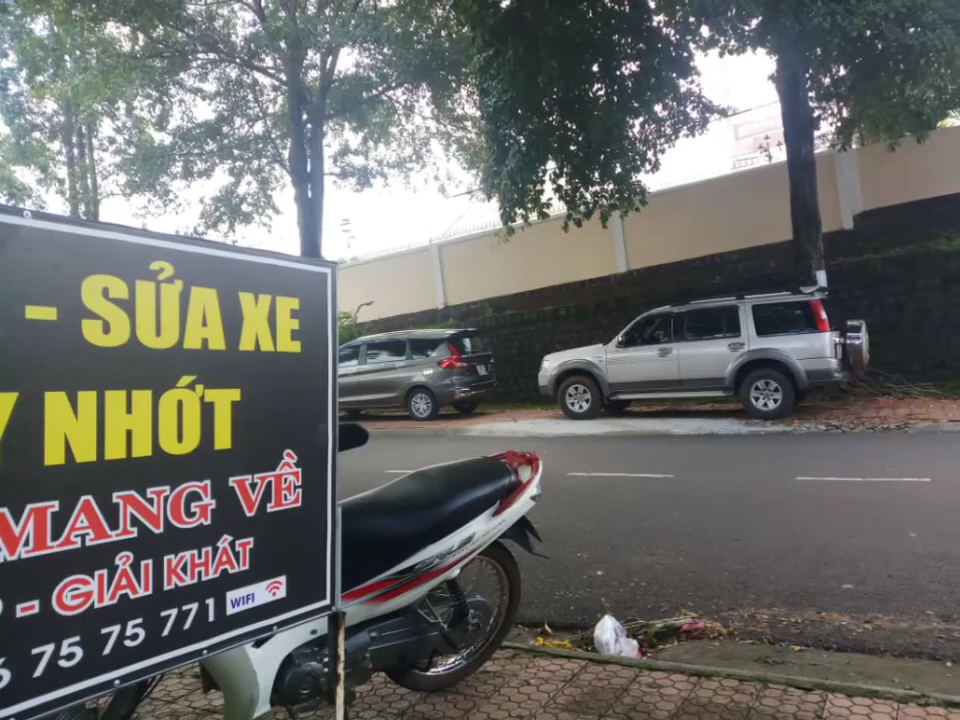 - SỬA XE
NHỚT
MANG VỀ
- GIẢI KHÁT
75 75 771 WIFI